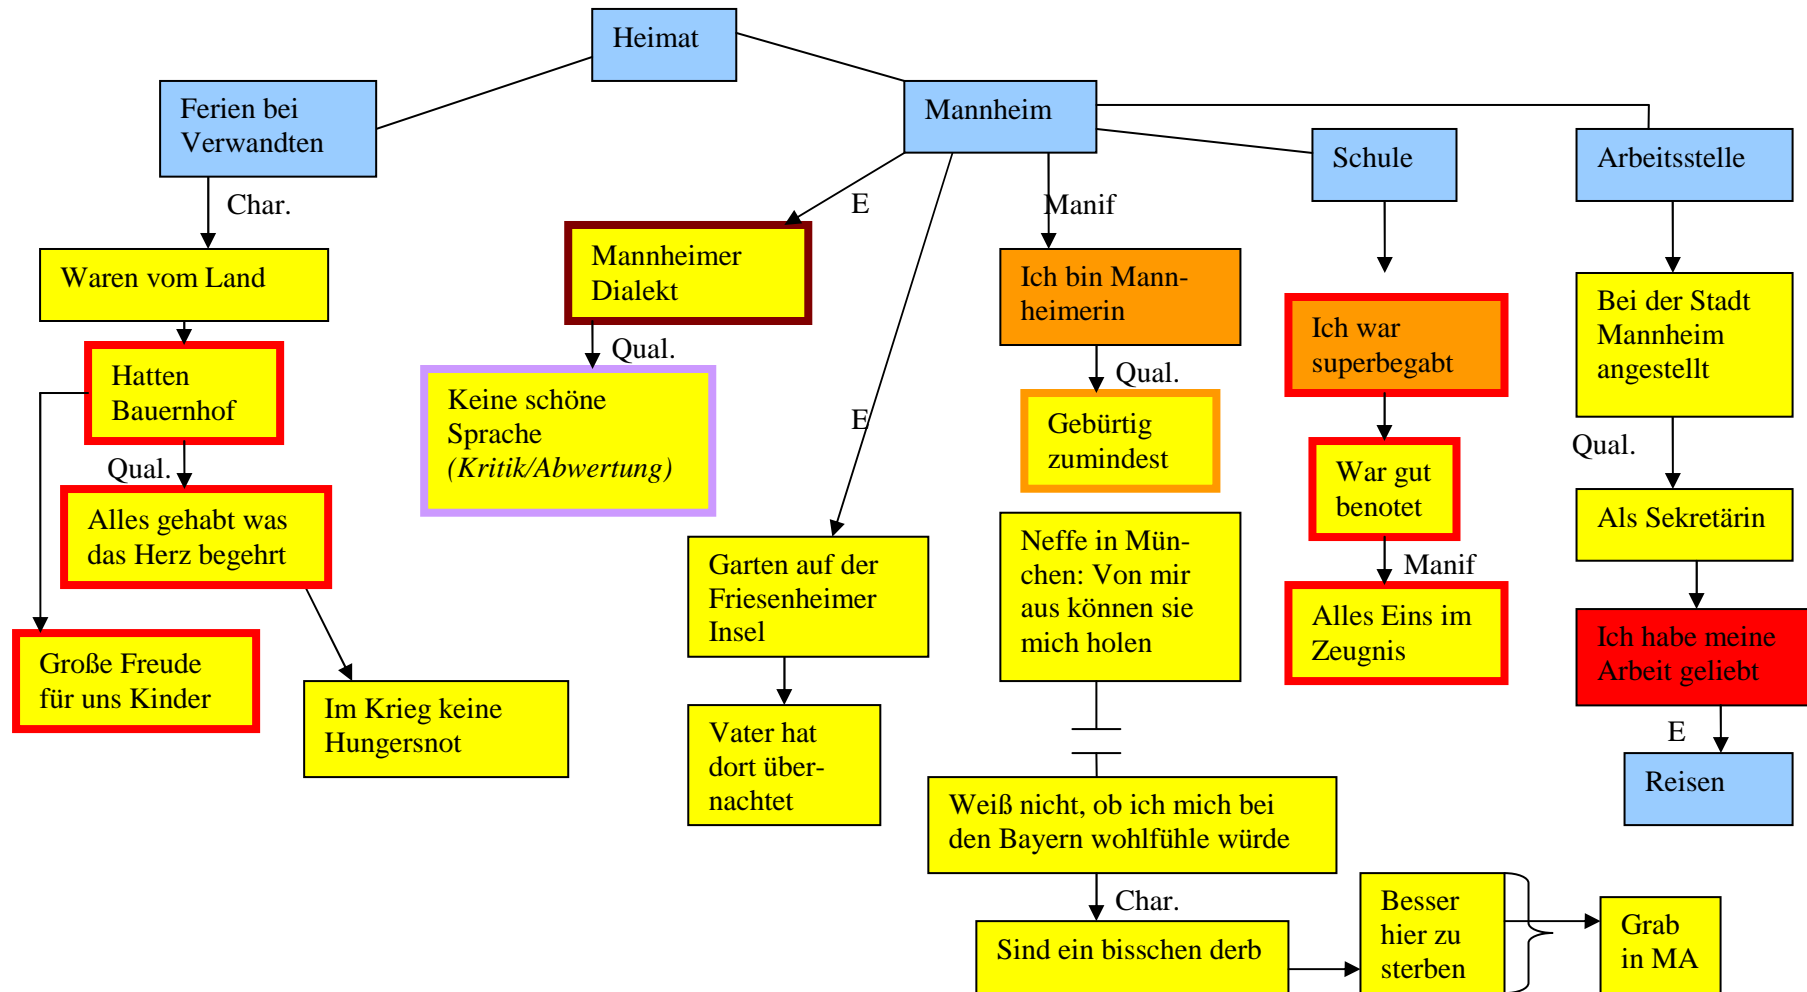 Heimat
Ferien bei
Verwandten
Mannheim
Schule
Arbeitsstelle
Char.
E
Manif
Waren vom Land
Mannheimer
Dialekt
Ich bin Mann-
heimerin
Ich war
superbegabt
Bei der Stadt
Mannheim
angestellt
Hatten
Bauernhof
Qual.
Qual.
Qual.
Keine schöne
Sprache
(Kritik/Abwertung)
E
Gebürtig
zumindest
War gut
benotet
Qual.
Alles gehabt was
das Herz begehrt
Als Sekretärin
Garten auf der
Friesenheimer
Insel
Neffe in Mün-
chen: Von mir
aus können sie
mich holen
Manif
Alles Eins im
Zeugnis
Ich habe meine
Arbeit geliebt
Große Freude
für uns Kinder
Im Krieg keine
Hungersnot
Vater hat
dort über-
nachtet
E
Reisen
Weiß nicht, ob ich mich bei
den Bayern wohlfühle würde
Char.
Sind ein bisschen derb
Besser
hier zu
sterben
Grab
in MA